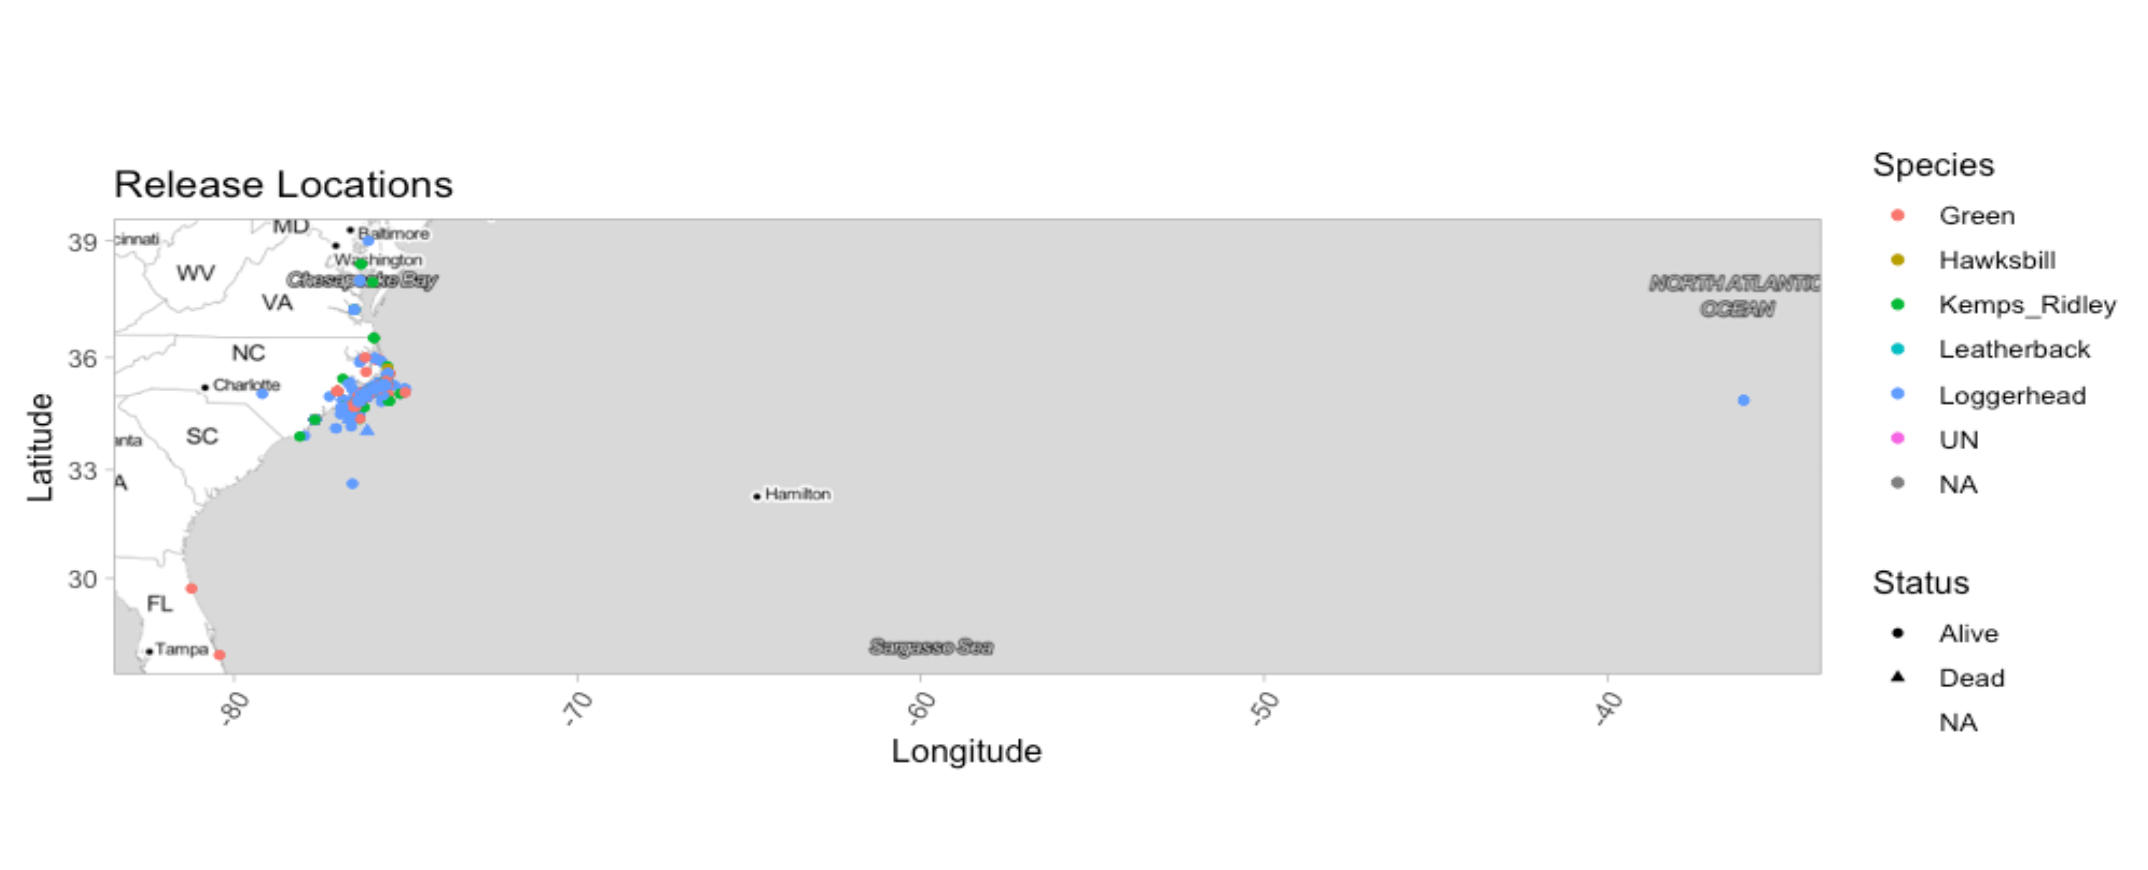 Release Locations
39
36
33
30
Latitude
cinnati
MD
Baltimore
Washington
WV
Chesapeake Bay
VA
NC
Charlotte
anta
SC
A
FL
Tampa
Hamilton
Sargasso Sea
NORTH ATLANTIC
OCEAN
-80
-70
-60
-50
-40
Longitude
Species
Green
Hawksbill
Kemps_Ridley
Leatherback
Loggerhead
UN
NA
Status
Alive
Dead
NA